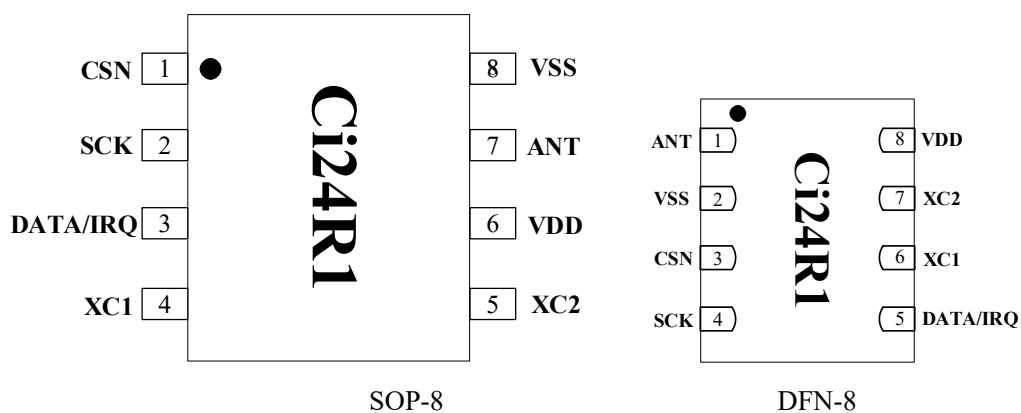 CSN 1 8 VSS
SCK 2 7 ANT
DATA/IRQ 3 6 VDD
XC1 4 5 XC2
Ci24R1
SOP-8
ANT 1 8 VDD
VSS 2 7 XC2
CSN 3 6 XC1
SCK 4 5 DATA/IRQ
Ci24R1
DFN-8